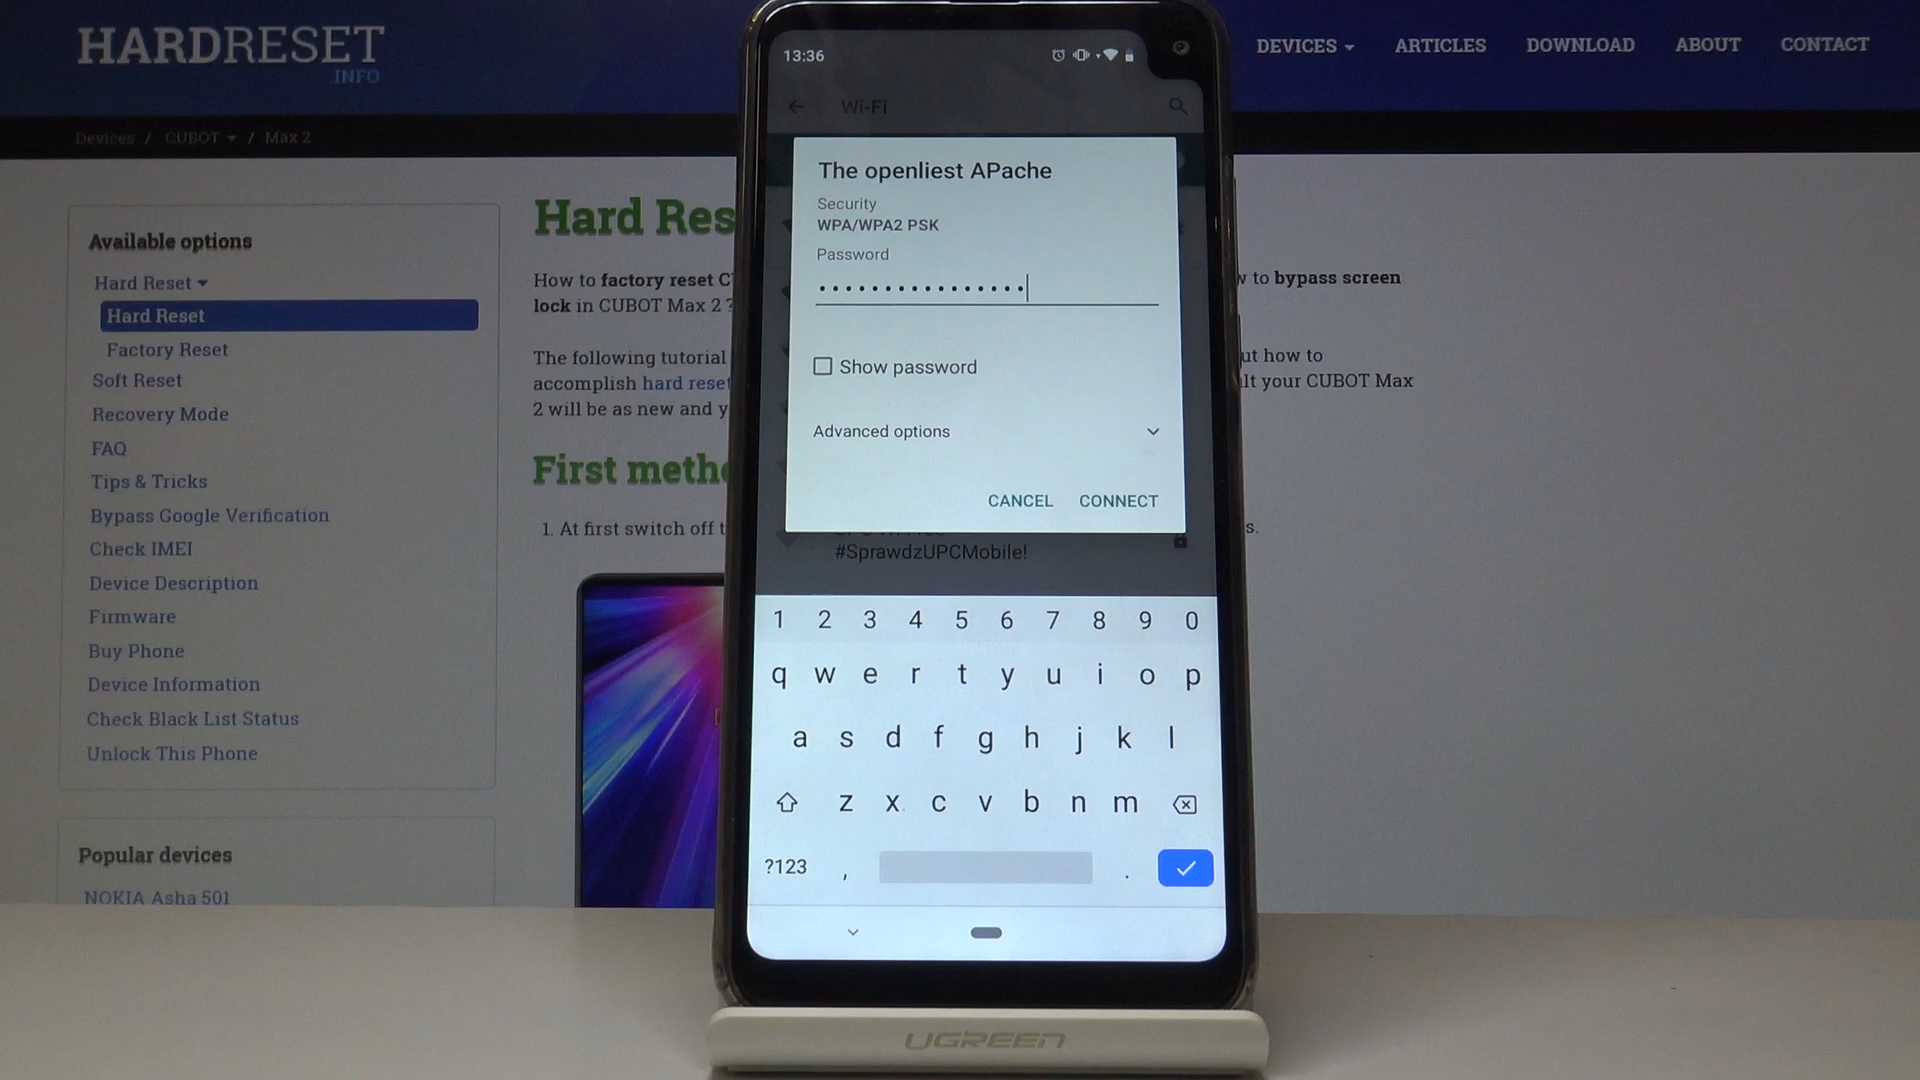 HARDRESET
.INFO
DEVICES
ARTICLES
DOWNLOAD
ABOUT
CONTACT
Devices / CUBOT / Max 2
Available options
Hard Reset
Hard Reset
Factory Reset
Soft Reset
Recovery Mode
FAQ
Tips & Tricks
Bypass Google Verification
Check IMEI
Device Description
Firmware
Buy Phone
Device Information
Check Black List Status
Unlock This Phone
Popular devices
NOKIA Asha 501
Hard Res
How to factory reset C
to bypass screen
lock in CUBOT Max 2 ?
The following tutorial
ut how to
accomplish hard reset
lt your CUBOT Max
2 will be as new and y
First meth
1. At first switch off t
s.
13:36
Wi-Fi
The openliest APache
Security
WPA/WPA2 PSK
Password
••••••••••••••••
Show password
Advanced options
CANCEL CONNECT
#SprawdzUPCMobile!
1 2 3 4 5 6 7 8 9 0
q w e r t y u i o p
a s d f g h j k l
z x c v b n m
?123 , .
UGREEN